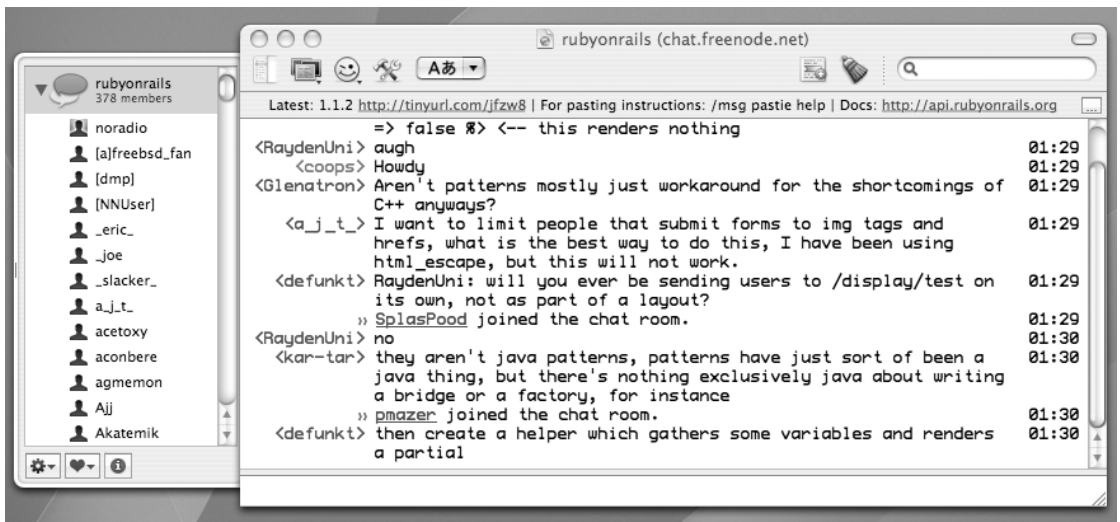 rubyonrails
378 members
noradio
[a]freebsd_fan
[dmp]
[NNUser]
_eric_
_joe
_slacker_
a_j_t_
acetoxy
aconbere
agmemon
Ajj
Akatemik
rubyonrails (chat.freenode.net)
Aあ
Latest: 1.1.2 http://tinyurl.com/jfzw8 | For pasting instructions: /msg pastie help | Docs: http://api.rubyonrails.org ...
=> false %> <-- this renders nothing
<RaydenUni> augh 01:29
<coops> Howdy 01:29
<Glenatron> Aren't patterns mostly just workaround for the shortcomings of 01:29
C++ anyways?
<a_j_t_> I want to limit people that submit forms to img tags and 01:29
hrefs, what is the best way to do this, I have been using
html_escape, but this will not work.
<defunkt> RaydenUni: will you ever be sending users to /display/test on 01:29
its own, not as part of a layout?
» SplasPood joined the chat room. 01:29
<RaydenUni> no 01:30
<kar-tar> they aren't java patterns, patterns have just sort of been a 01:30
java thing, but there's nothing exclusively java about writing
a bridge or a factory, for instance
» pmazer joined the chat room. 01:30
<defunkt> then create a helper which gathers some variables and renders 01:30
a partial